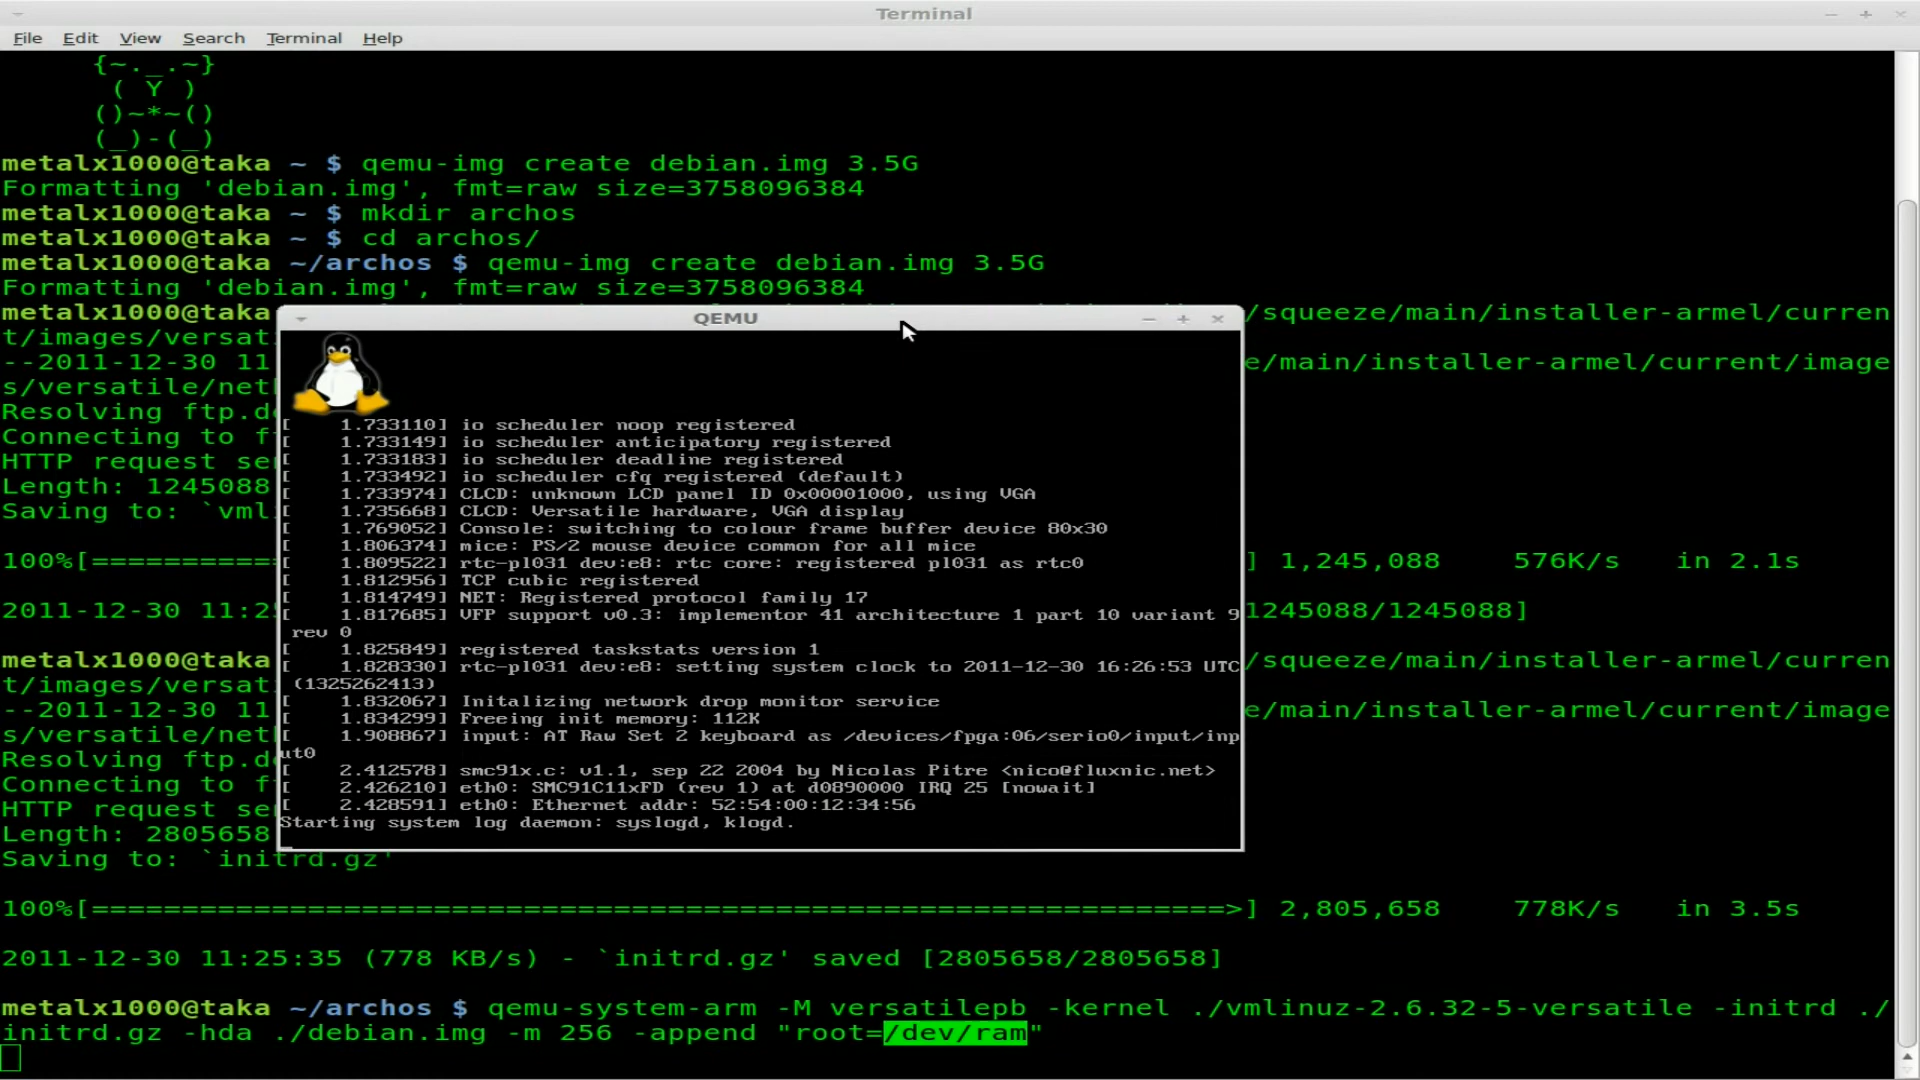 Terminal
File Edit View Search Terminal Help
{~._.~}
( Y )
()~*~()
(_)-(_)
metalx1000@taka ~ $ qemu-img create debian.img 3.5G
Formatting 'debian.img', fmt=raw size=3758096384
metalx1000@taka ~ $ mkdir archos
metalx1000@taka ~ $ cd archos/
metalx1000@taka ~/archos $ qemu-img create debian.img 3.5G
Formatting 'debian.img', fmt=raw size=3758096384
metalx1000@taka /squeeze/main/installer-armel/curren
t/images/versat
--2011-12-30 11 e/main/installer-armel/current/image
s/versatile/net
Resolving ftp.d
Connecting to f
HTTP request se
Length: 1245088
Saving to: `vml
100%[=========== ] 1,245,088 576K/s in 2.1s
2011-12-30 11:2 1245088/1245088]
metalx1000@taka /squeeze/main/installer-armel/curren
t/images/versat
--2011-12-30 11 e/main/installer-armel/current/image
s/versatile/net
Resolving ftp.d
Connecting to f
HTTP request se
Length: 2805658
Saving to: `initrd.gz'
100%[===============================================================>] 2,805,658 778K/s in 3.5s
2011-12-30 11:25:35 (778 KB/s) - `initrd.gz' saved [2805658/2805658]
metalx1000@taka ~/archos $ qemu-system-arm -M versatilepb -kernel ./vmlinuz-2.6.32-5-versatile -initrd ./
initrd.gz -hda ./debian.img -m 256 -append "root=/dev/ram"
QEMU
[ 1.733110] io scheduler noop registered
[ 1.733149] io scheduler anticipatory registered
[ 1.733183] io scheduler deadline registered
[ 1.733492] io scheduler cfq registered (default)
[ 1.733974] CLCD: unknown LCD panel ID 0x00001000, using VGA
[ 1.735668] CLCD: Versatile hardware, VGA display
[ 1.769052] Console: switching to colour frame buffer device 80x30
[ 1.806374] mice: PS/2 mouse device common for all mice
[ 1.809522] rtc-pl031 dev:e8: rtc core: registered pl031 as rtc0
[ 1.812956] TCP cubic registered
[ 1.814749] NET: Registered protocol family 17
[ 1.817685] VFP support v0.3: implementor 41 architecture 1 part 10 variant 9
rev 0
[ 1.825849] registered taskstats version 1
[ 1.828330] rtc-pl031 dev:e8: setting system clock to 2011-12-30 16:26:53 UTC
(1325262413)
[ 1.832067] Initalizing network drop monitor service
[ 1.834299] Freeing init memory: 112K
[ 1.908867] input: AT Raw Set 2 keyboard as /devices/fpga:06/serio0/input/inp
ut0
[ 2.412578] smc91x.c: v1.1, sep 22 2004 by Nicolas Pitre <nico@fluxnic.net>
[ 2.426210] eth0: SMC91C11xFD (rev 1) at d0890000 IRQ 25 [nowait]
[ 2.428591] eth0: Ethernet addr: 52:54:00:12:34:56
Starting system log daemon: syslogd, klogd.